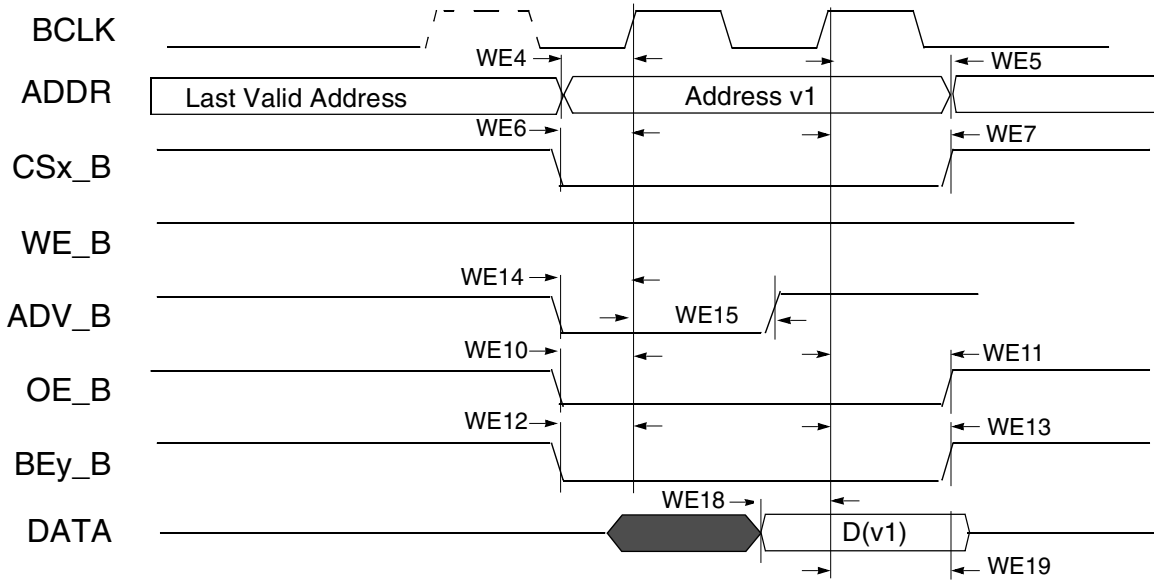 BCLK
WE4
WE5
ADDR
Last Valid Address
Address v1
WE6
WE7
CSx_B
WE_B
WE14
ADV_B
WE15
WE10
WE11
OE_B
WE12
WE13
BEy_B
WE18
DATA
D(v1)
WE19